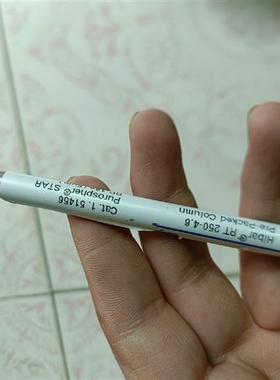 Hibar® RT 250-4.6
Pre-Packed Column
Cat. 1. 51456
Purospher® STAR